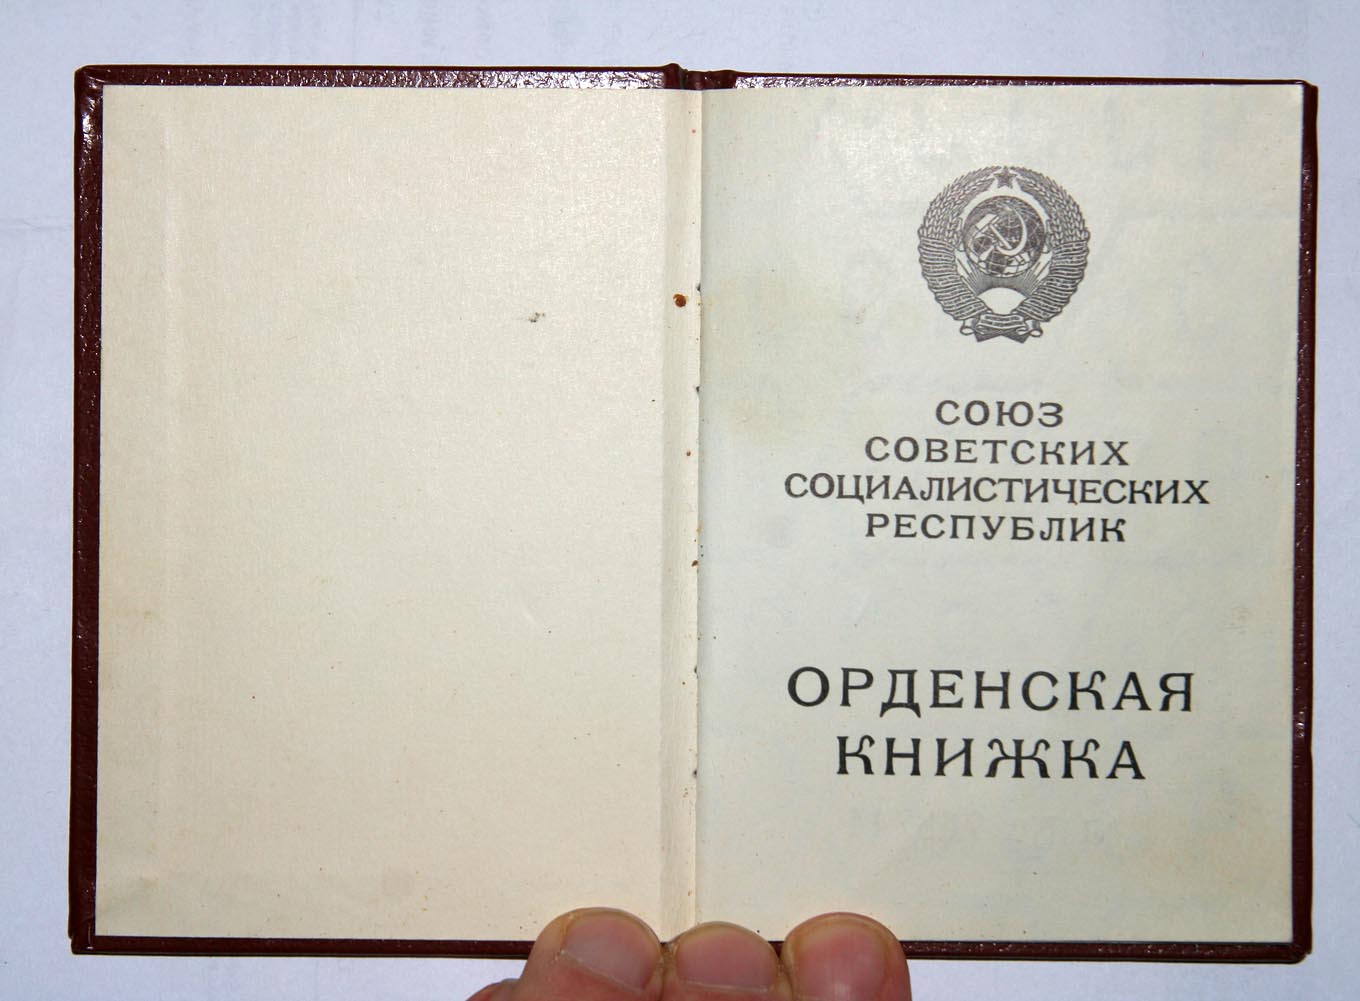 СОЮЗ
СОВЕТСКИХ
СОЦИАЛИСТИЧЕСКИХ
РЕСПУБЛИК
ОРДЕНСКАЯ
КНИЖКА